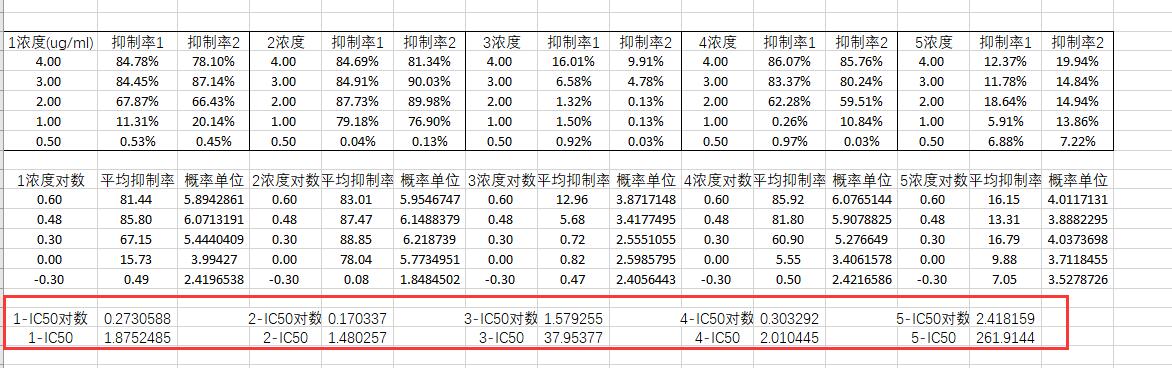 1浓度(ug/ml) 抑制率1 抑制率2 2浓度 抑制率1 抑制率2 3浓度 抑制率1 抑制率2 4浓度 抑制率1 抑制率2 5浓度 抑制率1 抑制率2
4.00 84.78% 78.10% 4.00 84.69% 81.34% 4.00 16.01% 9.91% 4.00 86.07% 85.76% 4.00 12.37% 19.94%
3.00 84.45% 87.14% 3.00 84.91% 90.03% 3.00 6.58% 4.78% 3.00 83.37% 80.24% 3.00 11.78% 14.84%
2.00 67.87% 66.43% 2.00 87.73% 89.98% 2.00 1.32% 0.13% 2.00 62.28% 59.51% 2.00 18.64% 14.94%
1.00 11.31% 20.14% 1.00 79.18% 76.90% 1.00 1.50% 0.13% 1.00 0.26% 10.84% 1.00 5.91% 13.86%
0.50 0.53% 0.45% 0.50 0.04% 0.13% 0.50 0.92% 0.03% 0.50 0.97% 0.03% 0.50 6.88% 7.22%
1浓度对数 平均抑制率 概率单位 2浓度对数 平均抑制率 概率单位 3浓度对数 平均抑制率 概率单位 4浓度对数 平均抑制率 概率单位 5浓度对数 平均抑制率 概率单位
0.60 81.44 5.8942861 0.60 83.01 5.9546747 0.60 12.96 3.8717148 0.60 85.92 6.0765144 0.60 16.15 4.0117131
0.48 85.80 6.0713191 0.48 87.47 6.1488379 0.48 5.68 3.4177495 0.48 81.80 5.9078825 0.48 13.31 3.8882295
0.30 67.15 5.4440409 0.30 88.85 6.218739 0.30 0.72 2.5551055 0.30 60.90 5.276649 0.30 16.79 4.0373698
0.00 15.73 3.99427 0.00 78.04 5.7734951 0.00 0.82 2.5985795 0.00 5.55 3.4061578 0.00 9.88 3.7118455
-0.30 0.49 2.4196538 -0.30 0.08 1.8484502 -0.30 0.47 2.4056443 -0.30 0.50 2.4216586 -0.30 7.05 3.5278726
1-IC50对数 0.2730588 2-IC50对数 0.170337 3-IC50对数 1.579255 4-IC50对数 0.303292 5-IC50对数 2.418159
1-IC50 1.8752485 2-IC50 1.480257 3-IC50 37.95377 4-IC50 2.010445 5-IC50 261.9144